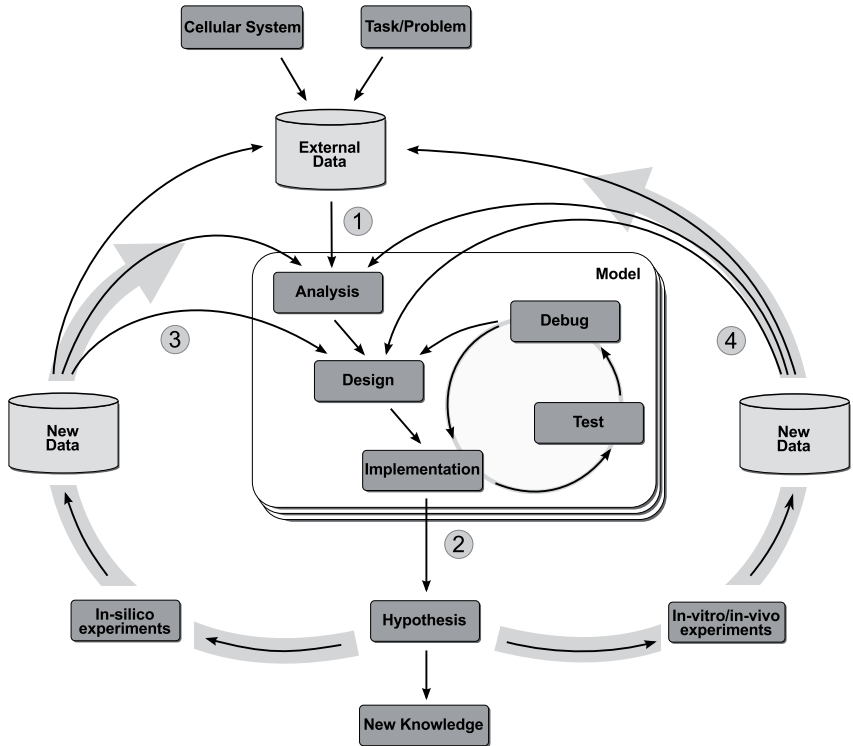 Cellular System
Task/Problem
External
Data
1
Model
Analysis
Debug
3
4
Design
New
Data
Test
New
Data
Implementation
2
In-silico
experiments
Hypothesis
In-vitro/in-vivo
experiments
New Knowledge